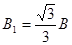 B₁ = √3/3 B